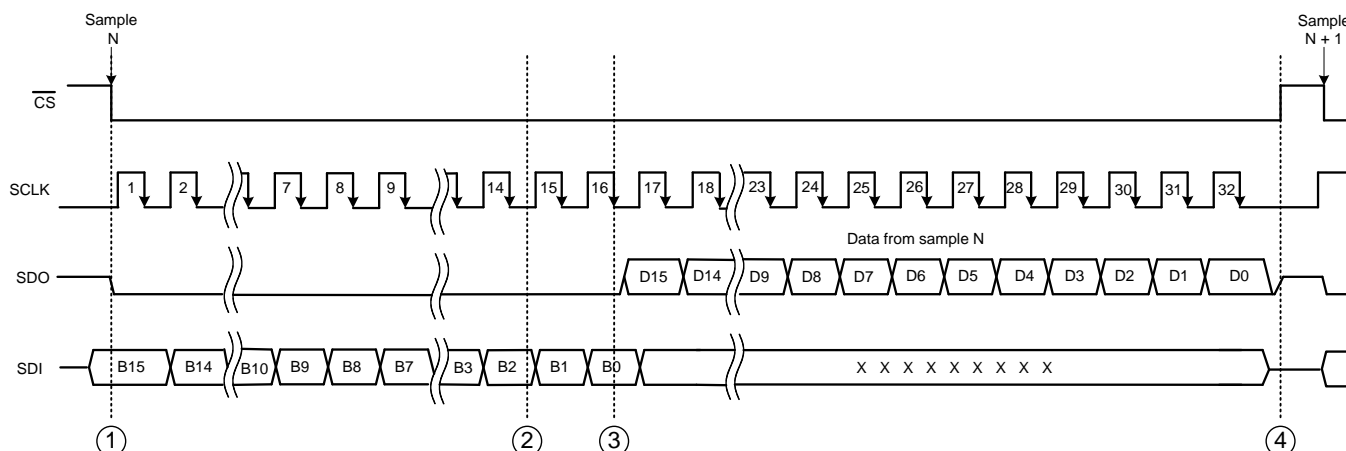 Sample
N
Sample
N + 1
CS
SCLK
1 2 7 8 9 14 15 16 17 18 23 24 25 26 27 28 29 30 31 32
Data from sample N
SDO
D15 D14 D9 D8 D7 D6 D5 D4 D3 D2 D1 D0
SDI
B15 B14 B10 B9 B8 B7 B3 B2 B1 B0 X X X X X X X X X
1 2 3 4